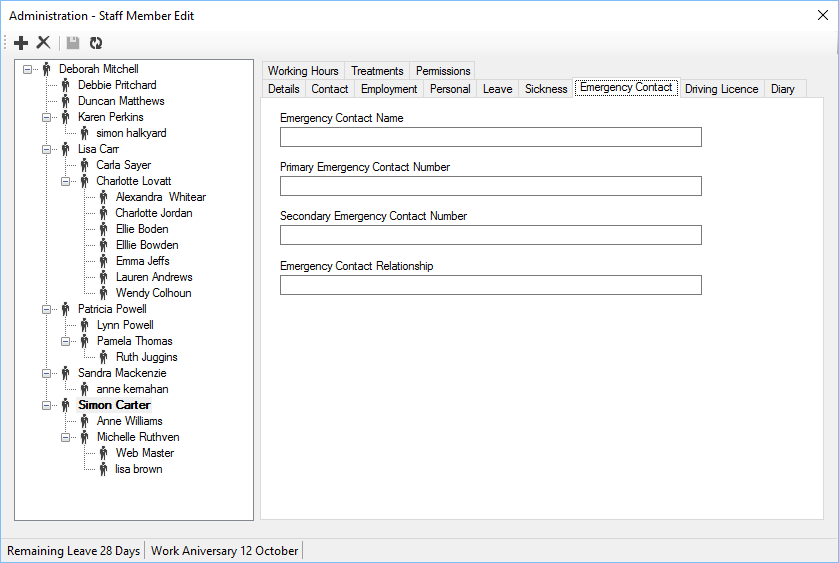 Administration - Staff Member Edit
Deborah Mitchell
Debbie Pritchard
Duncan Matthews
Karen Perkins
simon halkyard
Lisa Carr
Carla Sayer
Charlotte Lovatt
Alexandra Whitear
Charlotte Jordan
Ellie Boden
Elllie Bowden
Emma Jeffs
Lauren Andrews
Wendy Colhoun
Patricia Powell
Lynn Powell
Pamela Thomas
Ruth Juggins
Sandra Mackenzie
anne kernahan
Simon Carter
Anne Williams
Michelle Ruthven
Web Master
lisa brown
Working Hours Treatments Permissions
Details Contact Employment Personal Leave Sickness Emergency Contact Driving Licence Diary
Emergency Contact Name
Primary Emergency Contact Number
Secondary Emergency Contact Number
Emergency Contact Relationship
Remaining Leave 28 Days Work Aniversary 12 October